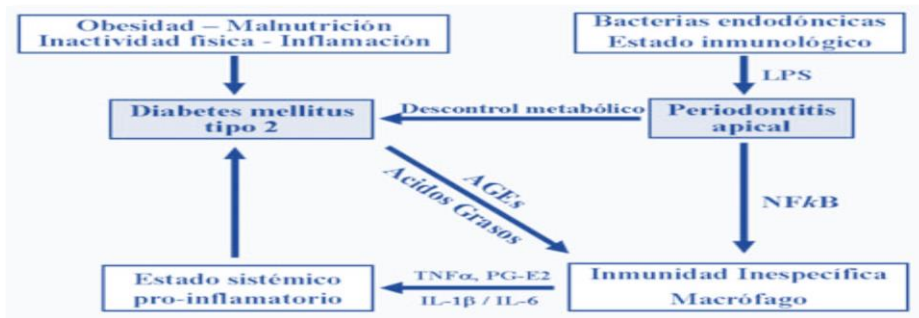 Obesidad – Malnutrición
Inactividad física - Inflamación
Bacterias endodóncicas
Estado inmunológico
LPS
Diabetes mellitus
tipo 2
Descontrol metabólico
Periodontitis
apical
AGEs
Acidos Grasos
NFkB
Estado sistémico
pro-inflamatorio
TNFα, PG-E2
IL-1β / IL-6
Inmunidad Inespecífica
Macrófago